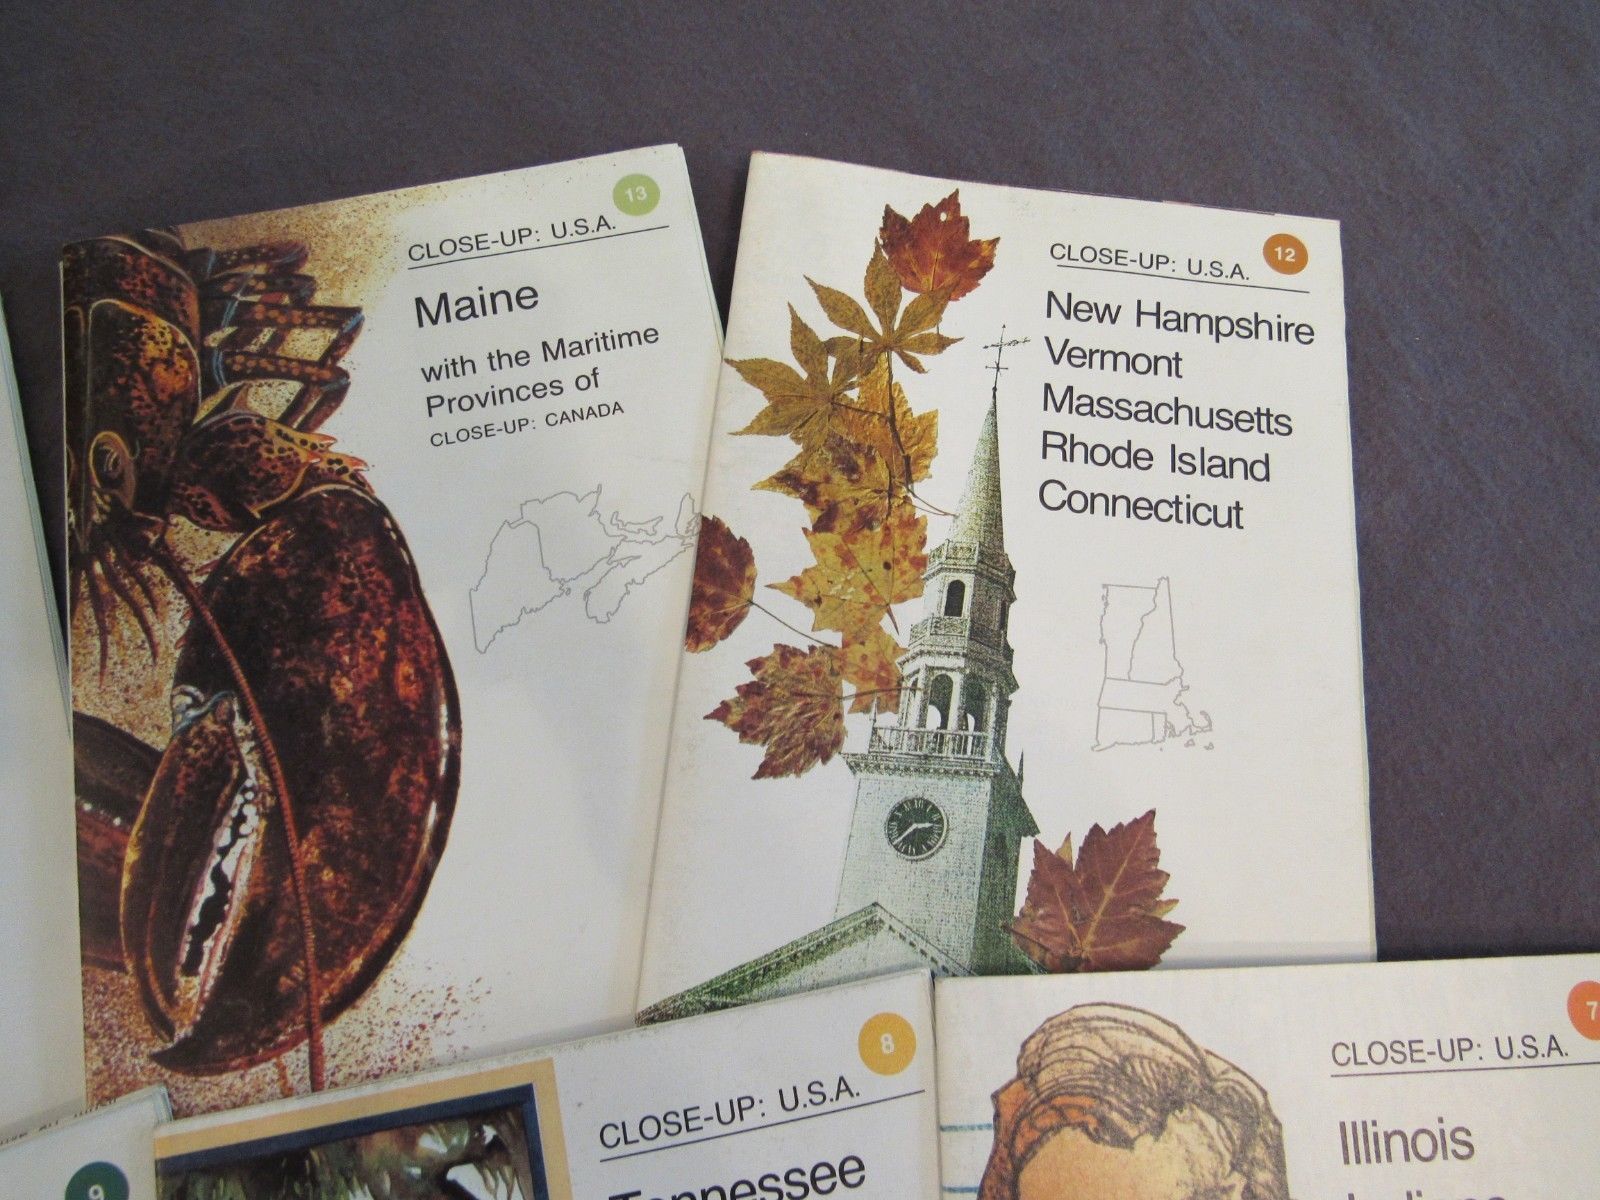 13
CLOSE-UP: U.S.A.
Maine
with the Maritime
Provinces of
CLOSE-UP: CANADA
12
CLOSE-UP: U.S.A.
New Hampshire
Vermont
Massachusetts
Rhode Island
Connecticut
8
CLOSE-UP: U.S.A.
Tennessee
7
CLOSE-UP: U.S.A.
Illinois
9